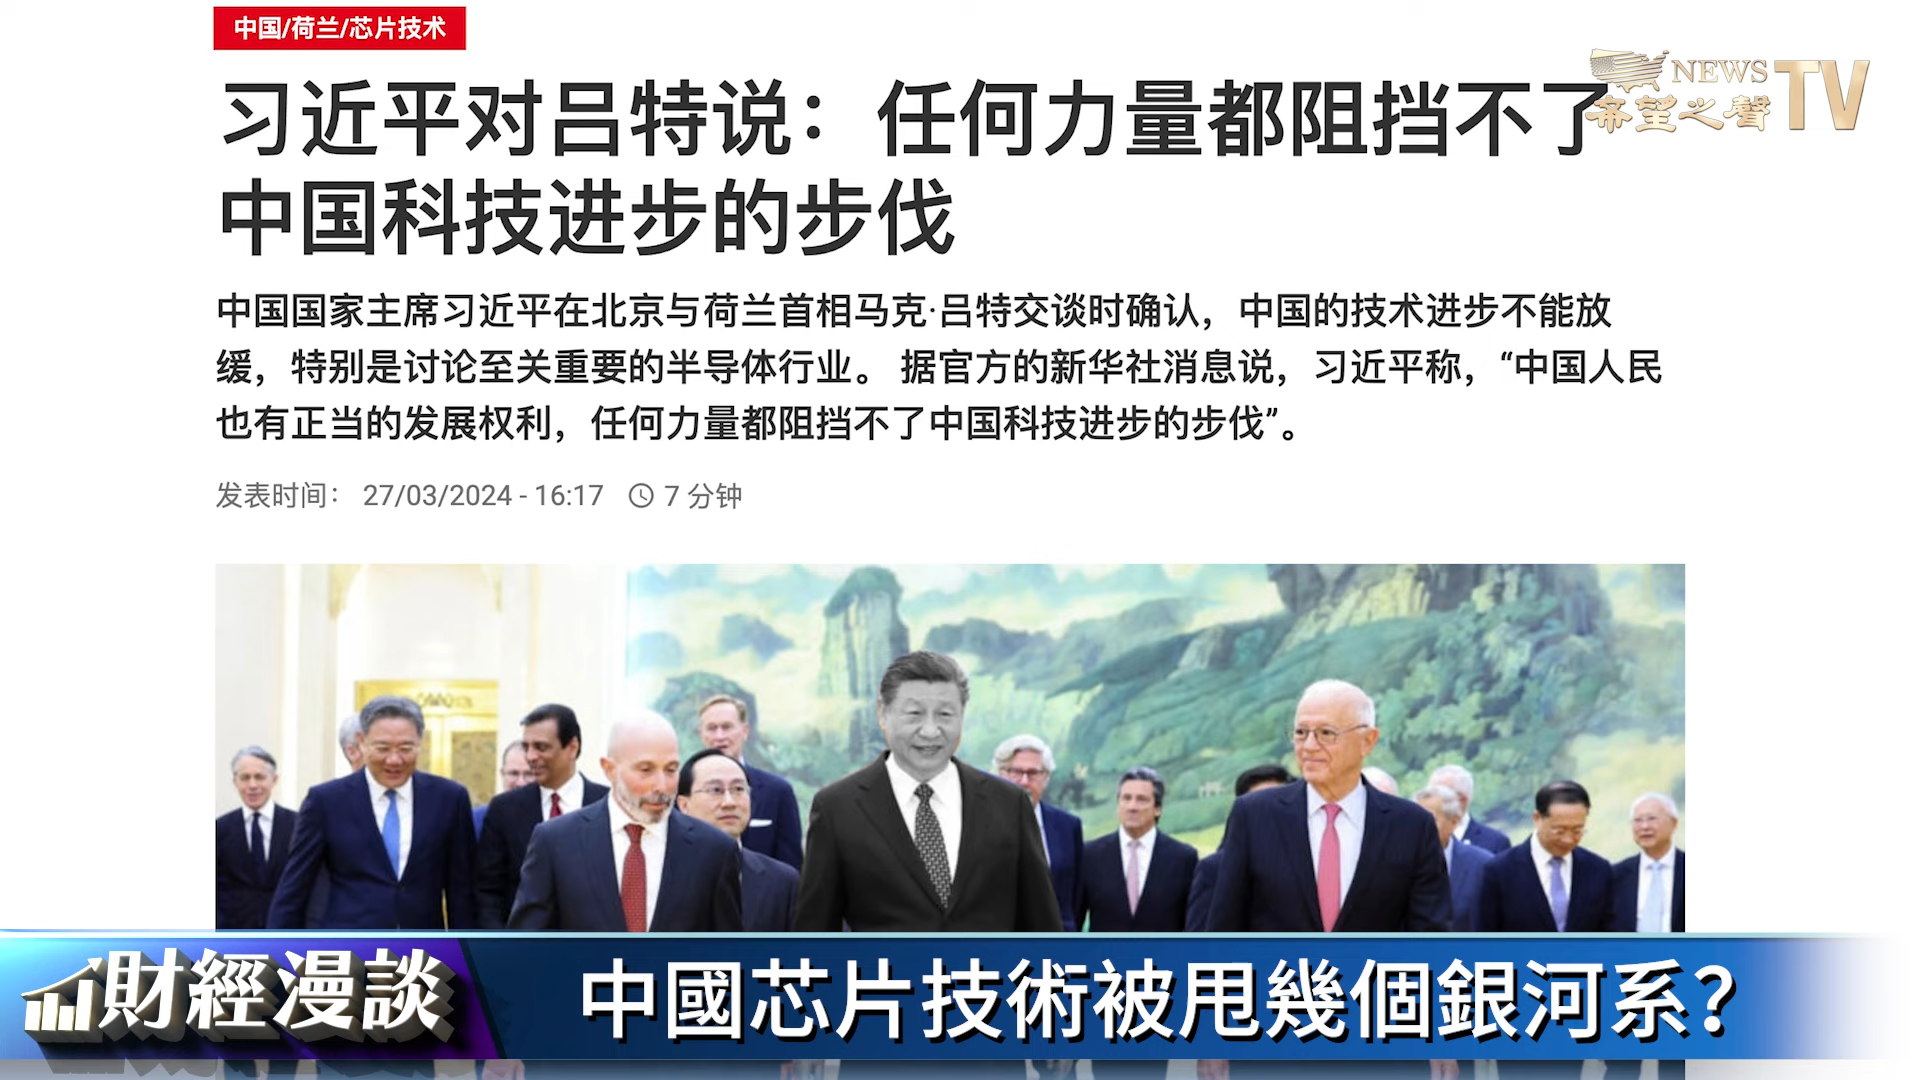 中国/荷兰/芯片技术
NEWS
希望之聲TV
习近平对吕特说：任何力量都阻挡不了
中国科技进步的步伐
中国国家主席习近平在北京与荷兰首相马克·吕特交谈时确认，中国的技术进步不能放
缓，特别是讨论至关重要的半导体行业。 据官方的新华社消息说，习近平称，“中国人民
也有正当的发展权利，任何力量都阻挡不了中国科技进步的步伐”。
发表时间： 27/03/2024 - 16:17 7 分钟
財經漫談
中國芯片技術被甩幾個銀河系？